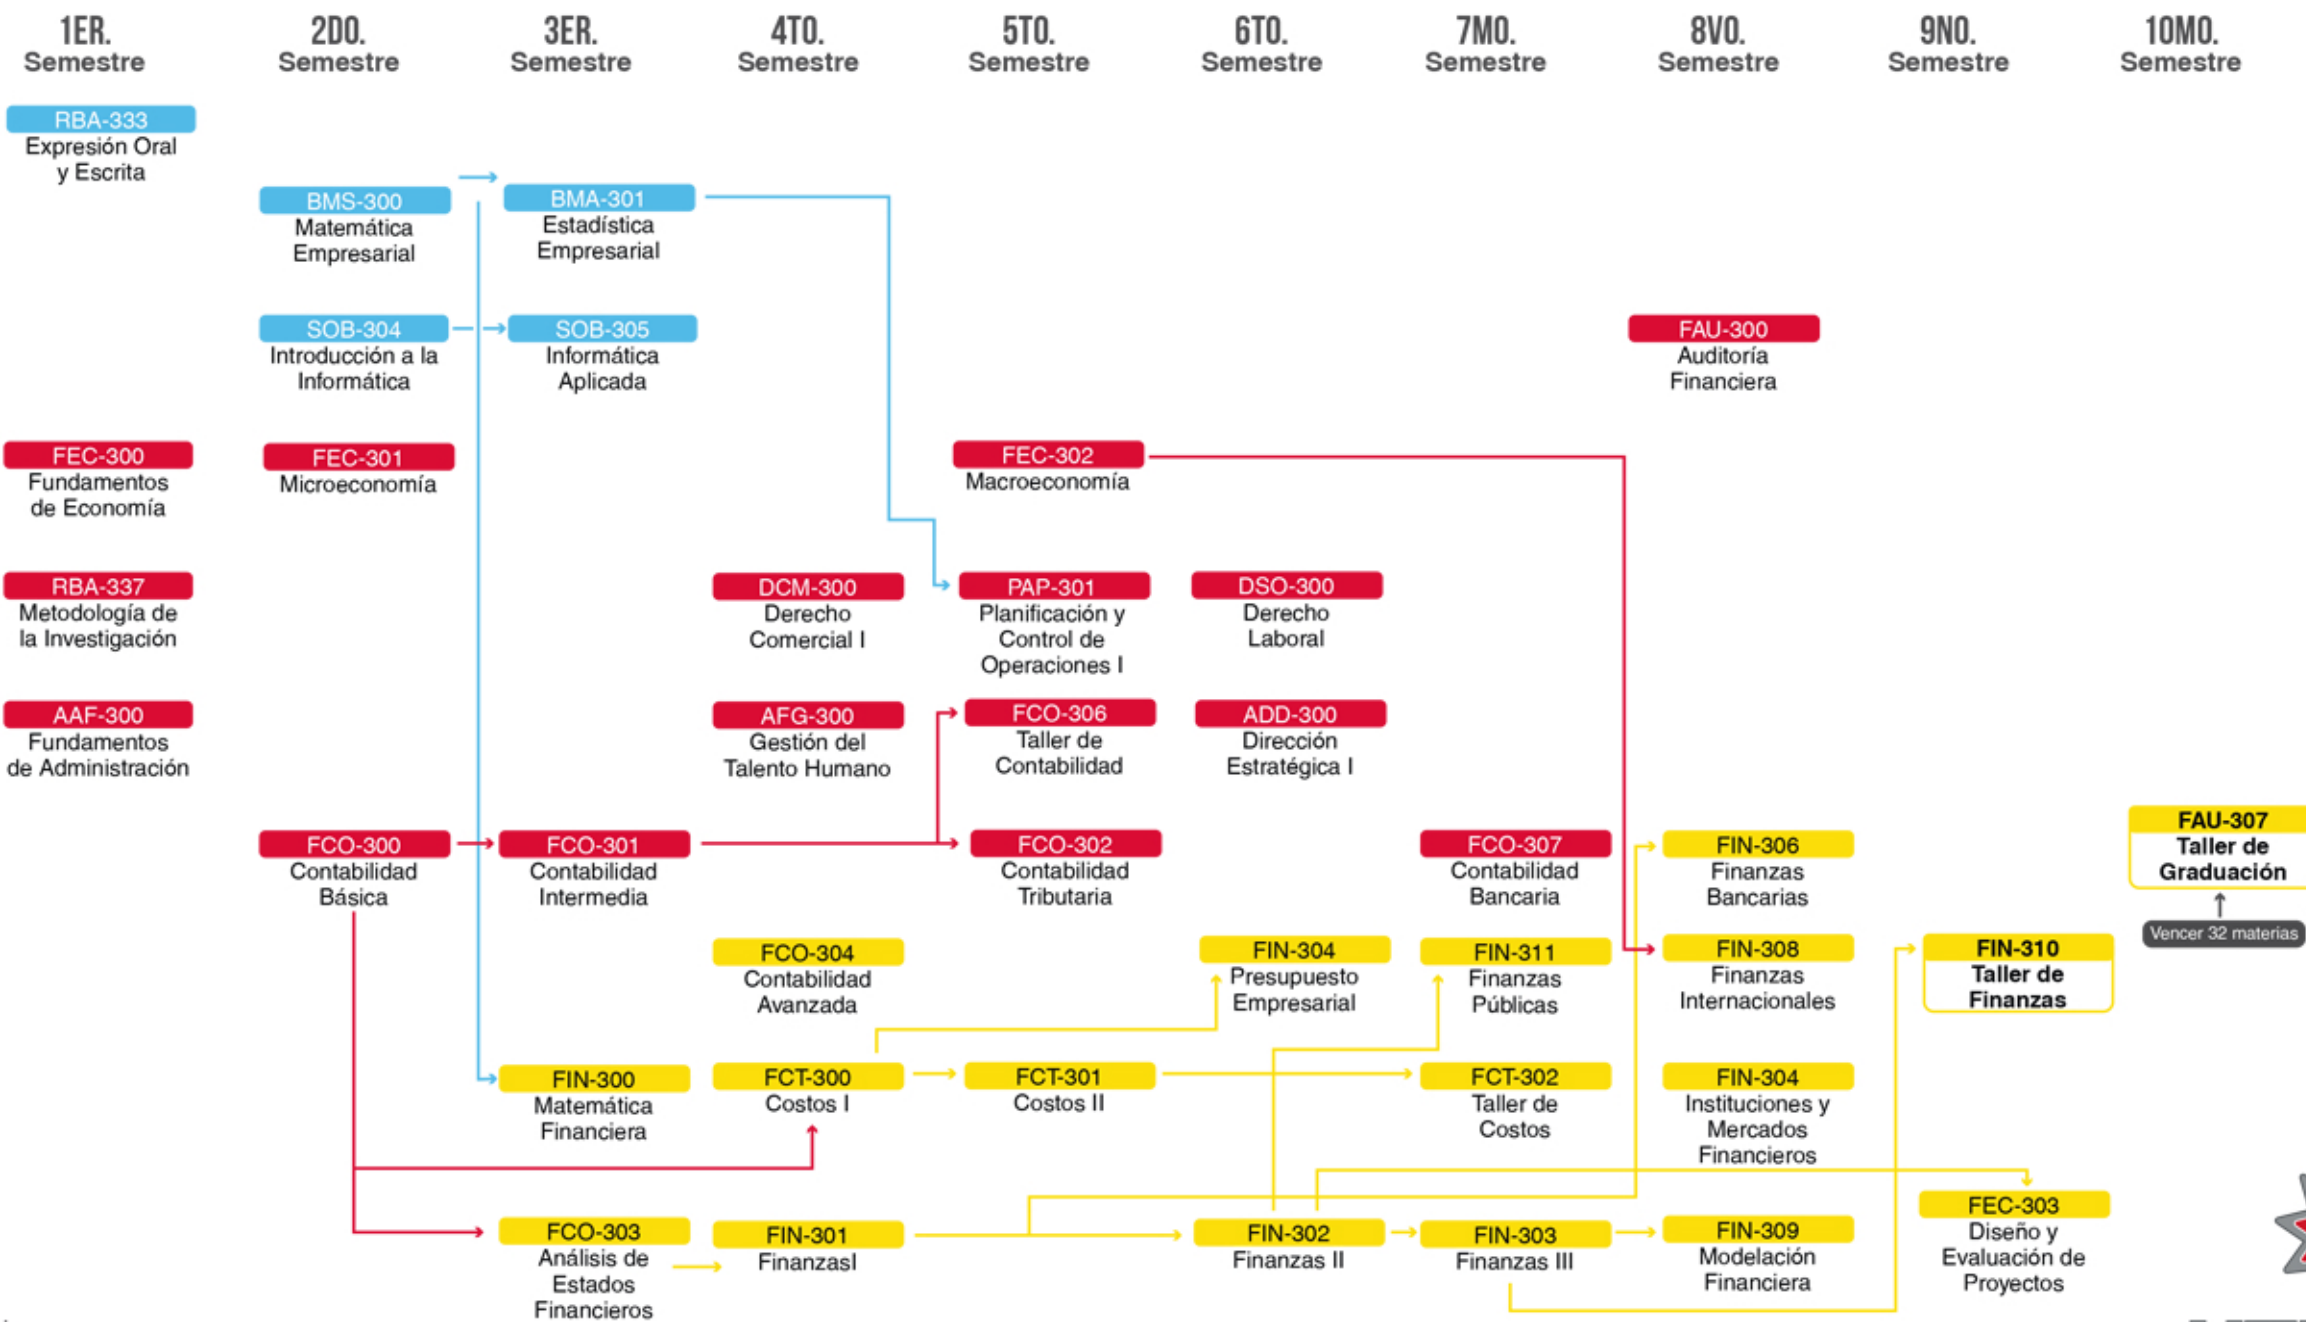 1ER.
Semestre
2DO.
Semestre
3ER.
Semestre
4TO.
Semestre
5TO.
Semestre
6TO.
Semestre
7MO.
Semestre
8VO.
Semestre
9NO.
Semestre
10MO.
Semestre
RBA-333
Expresión Oral
y Escrita
FEC-300
Fundamentos
de Economía
RBA-337
Metodología de
la Investigación
AAF-300
Fundamentos
de Administración
BMS-300
Matemática
Empresarial
SOB-304
Introducción a la
Informática
FEC-301
Microeconomía
FCO-300
Contabilidad
Básica
BMA-301
Estadística
Empresarial
SOB-305
Informática
Aplicada
FCO-301
Contabilidad
Intermedia
FIN-300
Matemática
Financiera
FCO-303
Análisis de
Estados
Financieros
DCM-300
Derecho
Comercial I
AFG-300
Gestión del
Talento Humano
FCO-304
Contabilidad
Avanzada
FCT-300
Costos I
FIN-301
FinanzasI
FEC-302
Macroeconomía
PAP-301
Planificación y
Control de
Operaciones I
FCO-306
Taller de
Contabilidad
FCO-302
Contabilidad
Tributaria
FCT-301
Costos II
DSO-300
Derecho
Laboral
ADD-300
Dirección
Estratégica I
FIN-304
Presupuesto
Empresarial
FIN-302
Finanzas II
FCO-307
Contabilidad
Bancaria
FIN-311
Finanzas
Públicas
FCT-302
Taller de
Costos
FIN-303
Finanzas III
FAU-300
Auditoría
Financiera
FIN-306
Finanzas
Bancarias
FIN-308
Finanzas
Internacionales
FIN-304
Instituciones y
Mercados
Financieros
FIN-309
Modelación
Financiera
FIN-310
Taller de
Finanzas
FEC-303
Diseño y
Evaluación de
Proyectos
FAU-307
Taller de
Graduación
Vencer 32 materias